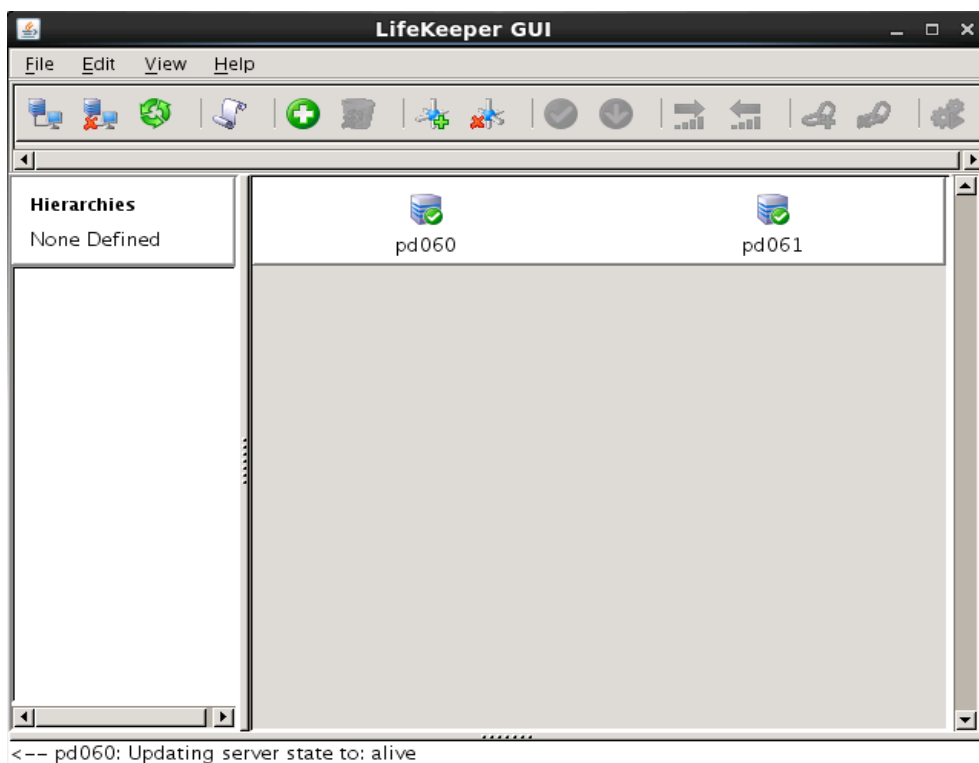 LifeKeeper GUI
File Edit View Help
Hierarchies
None Defined
pd060 pd061
<-- pd060: Updating server state to: alive